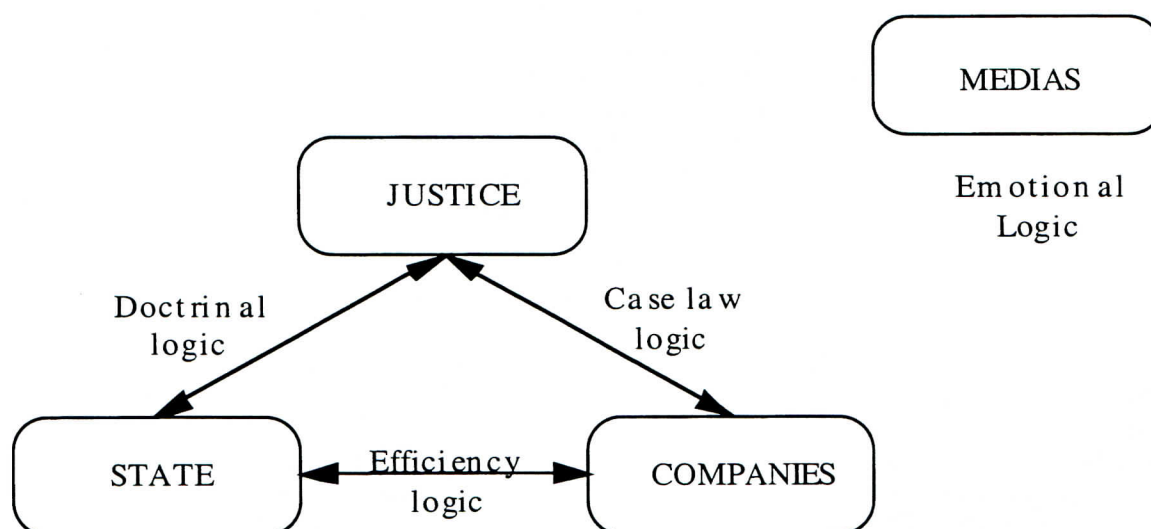 MEDIAS
Emotional
Logic
JUSTICE
Doctrinal
logic
Case law
logic
STATE
Efficiency
logic
COMPANIES